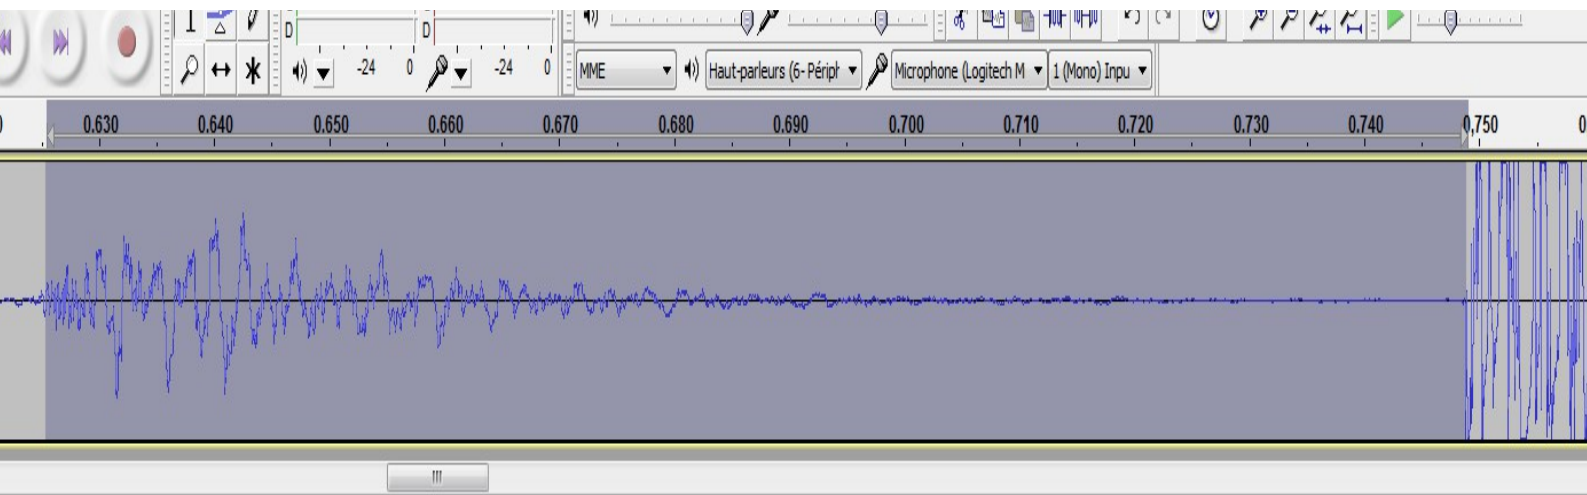 D D
-24 0 -24 0 MME Haut-parleurs (6- Périph Microphone (Logitech M 1 (Mono) Inpu
0.630 0.640 0.650 0.660 0.670 0.680 0.690 0.700 0.710 0.720 0.730 0.740 0,750